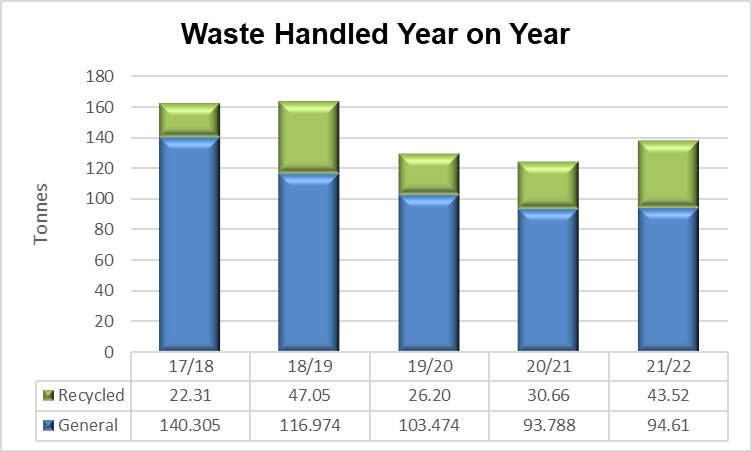 Waste Handled Year on Year
180
160
140
120
100
80
60
40
20
0
Tonnes
17/18 18/19 19/20 20/21 21/22
Recycled 22.31 47.05 26.20 30.66 43.52
General 140.305 116.974 103.474 93.788 94.61